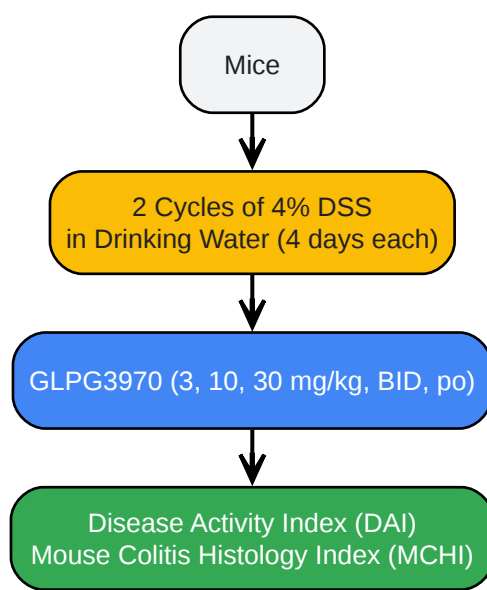 Mice
2 Cycles of 4% DSS
in Drinking Water (4 days each)
GLPG3970 (3, 10, 30 mg/kg, BID, po)
Disease Activity Index (DAI)
Mouse Colitis Histology Index (MCHI)